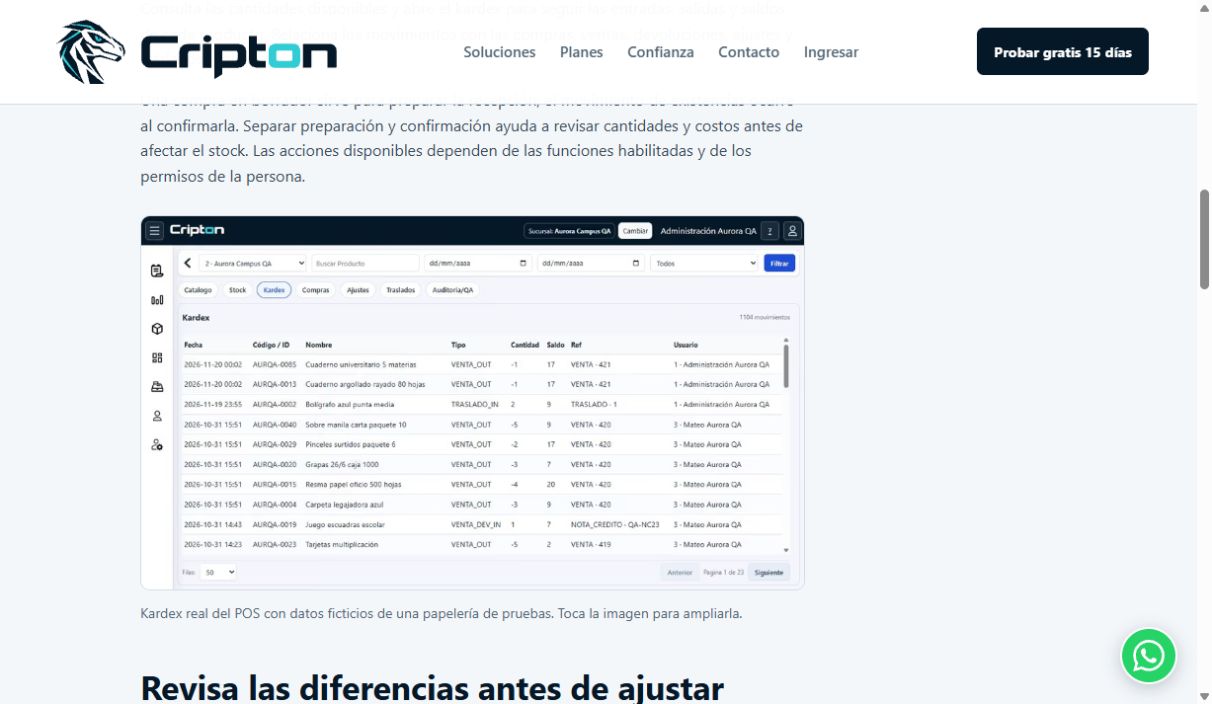 Consulta las cantidades disponibles y abre el kardex para seguir las entradas, salidas y saldos
Cripton
Soluciones
Planes
Confianza
Contacto
Ingresar
Probar gratis 15 días
al confirmarla. Separar preparación y confirmación ayuda a revisar cantidades y costos antes de
afectar el stock. Las acciones disponibles dependen de las funciones habilitadas y de los
permisos de la persona.
Cripton
Sucursal: Aurora Campus QA
Cambiar
Administración Aurora QA
?
2 - Aurora Campus QA
Buscar Producto
dd/mm/aaaa
dd/mm/aaaa
Todos
Filtrar
Catalogo
Stock
Kardex
Compras
Ajustes
Traslados
Auditoria/QA
Kardex
1104 movimientos
Fecha Código / ID Nombre Tipo Cantidad Saldo Ref Usuario
2026-11-20 00:02 AURQA-0085 Cuaderno universitario 5 materias VENTA_OUT -1 17 VENTA - 421 1 - Administración Aurora QA
2026-11-20 00:02 AURQA-0013 Cuaderno argollado rayado 80 hojas VENTA_OUT -1 17 VENTA - 421 1 - Administración Aurora QA
2026-11-19 23:55 AURQA-0002 Bolígrafo azul punta media TRASLADO_IN 2 9 TRASLADO - 1 1 - Administración Aurora QA
2026-10-31 15:51 AURQA-0040 Sobre manila carta paquete 10 VENTA_OUT -5 9 VENTA - 420 3 - Mateo Aurora QA
2026-10-31 15:51 AURQA-0029 Pinceles surtidos paquete 6 VENTA_OUT -2 17 VENTA - 420 3 - Mateo Aurora QA
2026-10-31 15:51 AURQA-0020 Grapas 26/6 caja 1000 VENTA_OUT -3 7 VENTA - 420 3 - Mateo Aurora QA
2026-10-31 15:51 AURQA-0015 Resma papel oficio 500 hojas VENTA_OUT -4 20 VENTA - 420 3 - Mateo Aurora QA
2026-10-31 15:51 AURQA-0004 Carpeta legajadora azul VENTA_OUT -3 9 VENTA - 420 3 - Mateo Aurora QA
2026-10-31 14:43 AURQA-0019 Juego escuadras escolar VENTA_DEV_IN 1 7 NOTA_CREDITO - QA-NC23 3 - Mateo Aurora QA
2026-10-31 14:23 AURQA-0023 Tarjetas multiplicación VENTA_OUT -5 2 VENTA - 419 3 - Mateo Aurora QA
Filas: 50
Anterior
Página 1 de 23
Siguiente
Kardex real del POS con datos ficticios de una papelería de pruebas. Toca la imagen para ampliarla.
Revisa las diferencias antes de ajustar